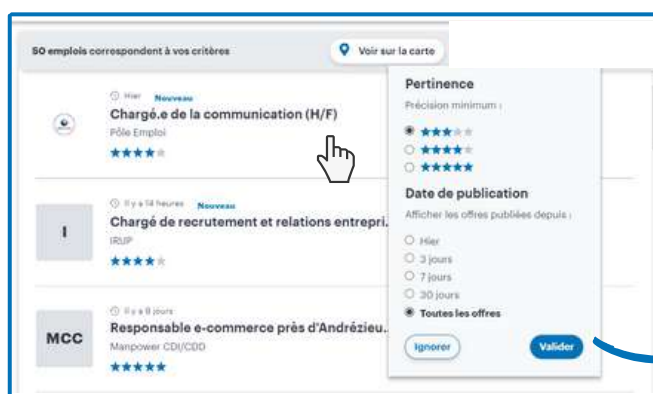 50 emplois correspondent à vos critères
Voir sur la carte
Hier Nouveau
Chargé.e de la communication (H/F)
Pôle Emploi
Il y a 14 heures Nouveau
I
Chargé de recrutement et relations entrepri...
IRUP
Il y a 8 jours
MCC
Responsable e-commerce près d'Andrézieu...
Manpower CDI/CDD
Pertinence
Précision minimum :
Date de publication
Afficher les offres publiées depuis :
Hier
3 jours
7 jours
30 jours
Toutes les offres
Ignorer
Valider